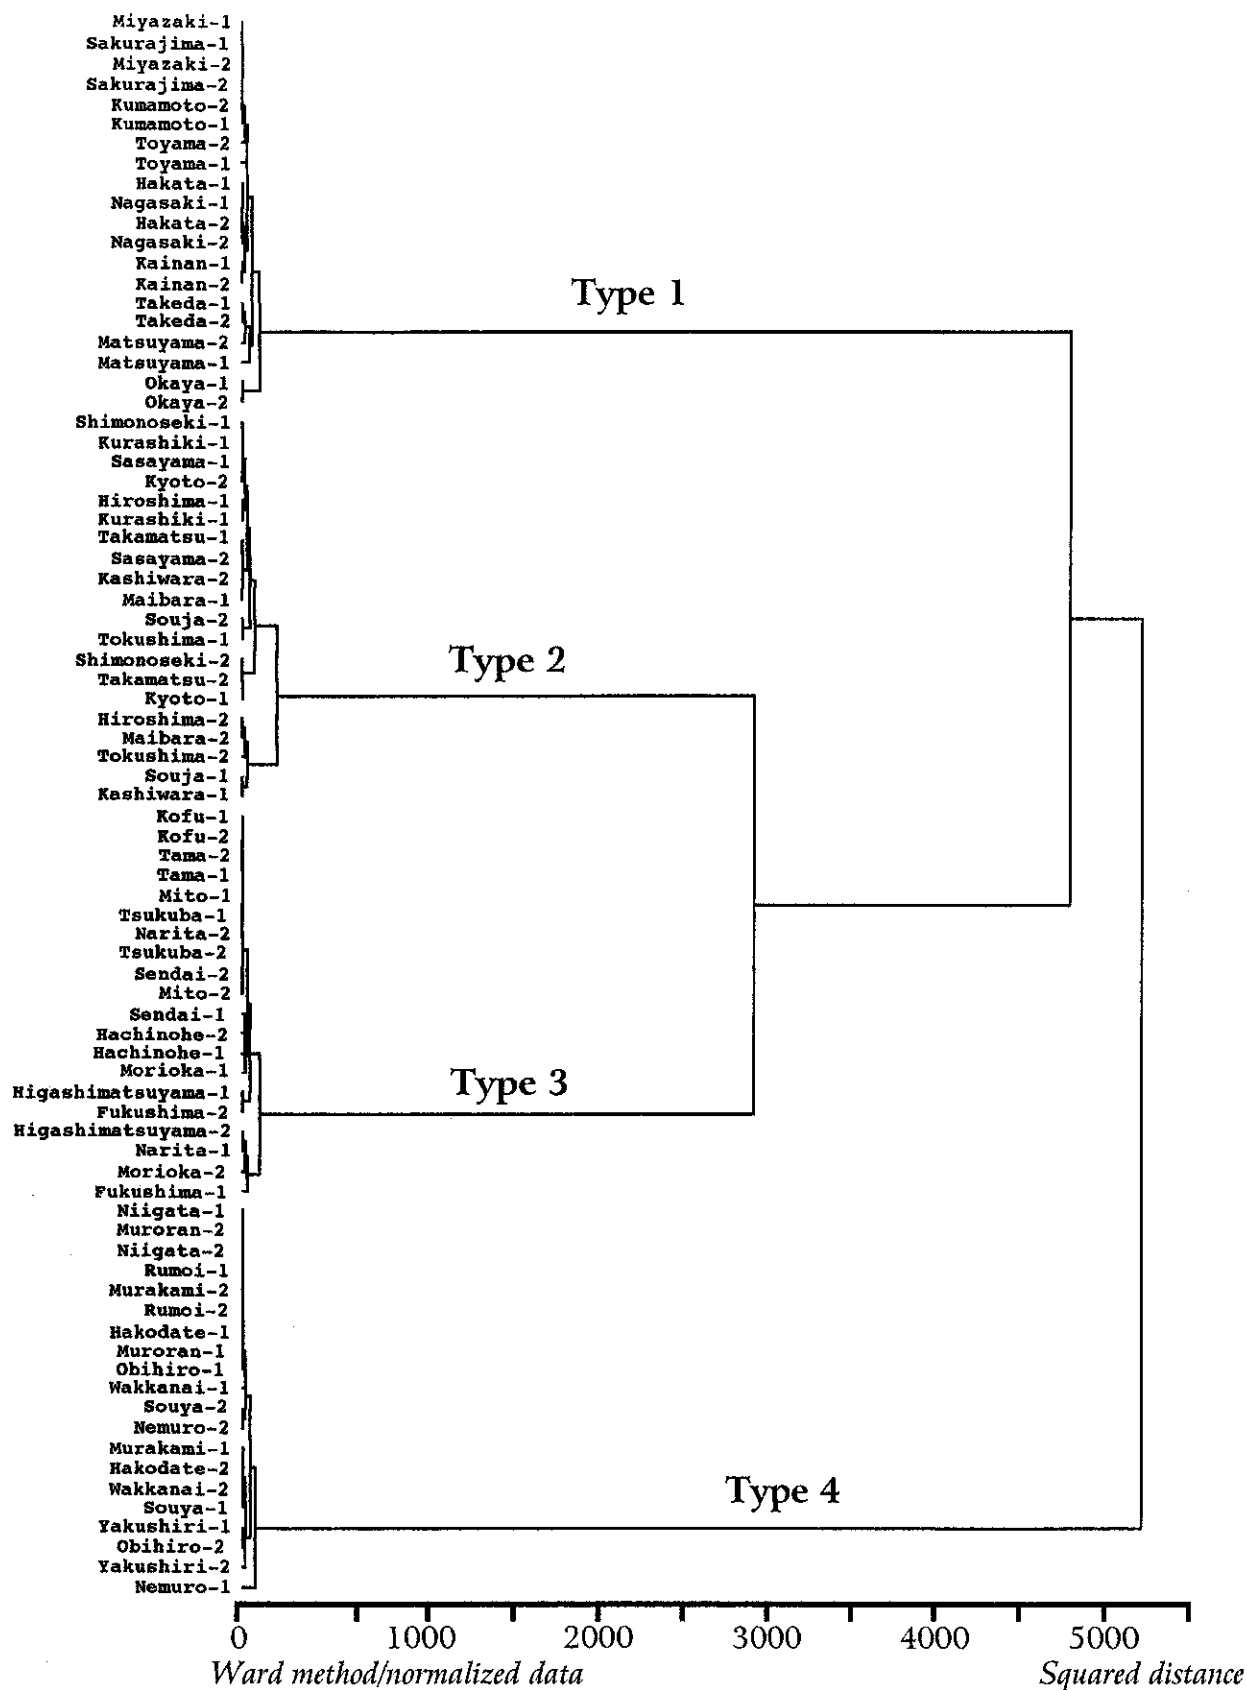 Miyazaki-1
Sakurajima-1
Miyazaki-2
Sakurajima-2
Kumamoto-2
Kumamoto-1
Toyama-2
Toyama-1
Hakata-1
Nagasaki-1
Hakata-2
Nagasaki-2
Kainan-1
Kainan-2
Type 1
Takeda-1
Takeda-2
Matsuyama-2
Matsuyama-1
Okaya-1
Okaya-2
Shimonoseki-1
Kurashiki-1
Sasayama-1
Kyoto-2
Hiroshima-1
Kurashiki-1
Takamatsu-1
Sasayama-2
Kashiwara-2
Maibara-1
Souja-2
Tokushima-1
Shimonoseki-2
Type 2
Takamatsu-2
Kyoto-1
Hiroshima-2
Maibara-2
Tokushima-2
Souja-1
Kashiwara-1
Kofu-1
Kofu-2
Tama-2
Tama-1
Mito-1
Tsukuba-1
Narita-2
Tsukuba-2
Sendai-2
Mito-2
Sendai-1
Hachinohe-2
Hachinohe-1
Morioka-1
Type 3
Higashimatsuyama-1
Fukushima-2
Higashimatsuyama-2
Narita-1
Morioka-2
Fukushima-1
Niigata-1
Muroran-2
Niigata-2
Rumoi-1
Murakami-2
Rumoi-2
Hakodate-1
Muroran-1
Obihiro-1
Wakkanai-1
Souya-2
Nemuro-2
Murakami-1
Hakodate-2
Wakkanai-2
Type 4
Souya-1
Yakushiri-1
Obihiro-2
Yakushiri-2
Nemuro-1
0 1000 2000 3000 4000 5000
Ward method/normalized data Squared distance